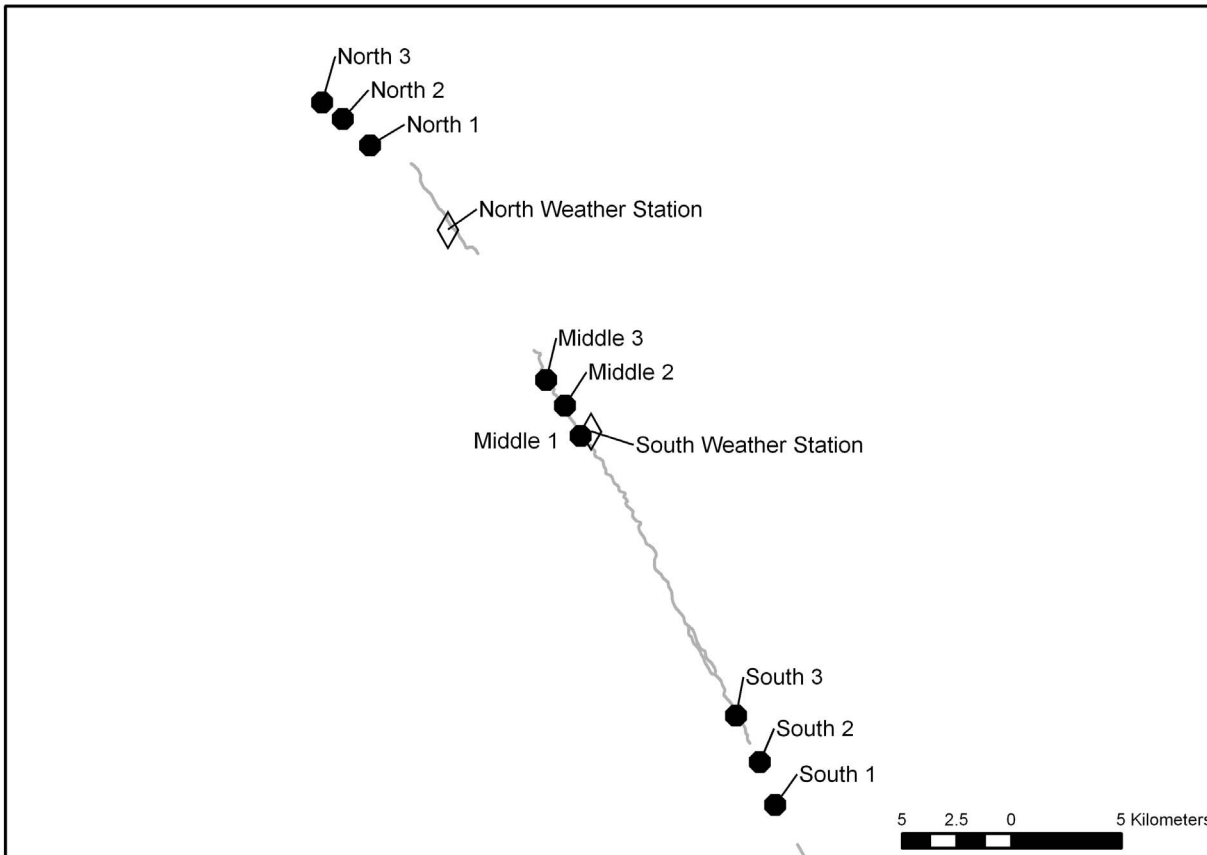 North 3
North 2
North 1
North Weather Station
Middle 3
Middle 2
Middle 1
South Weather Station
South 3
South 2
South 1
5 2.5 0 5 Kilometers